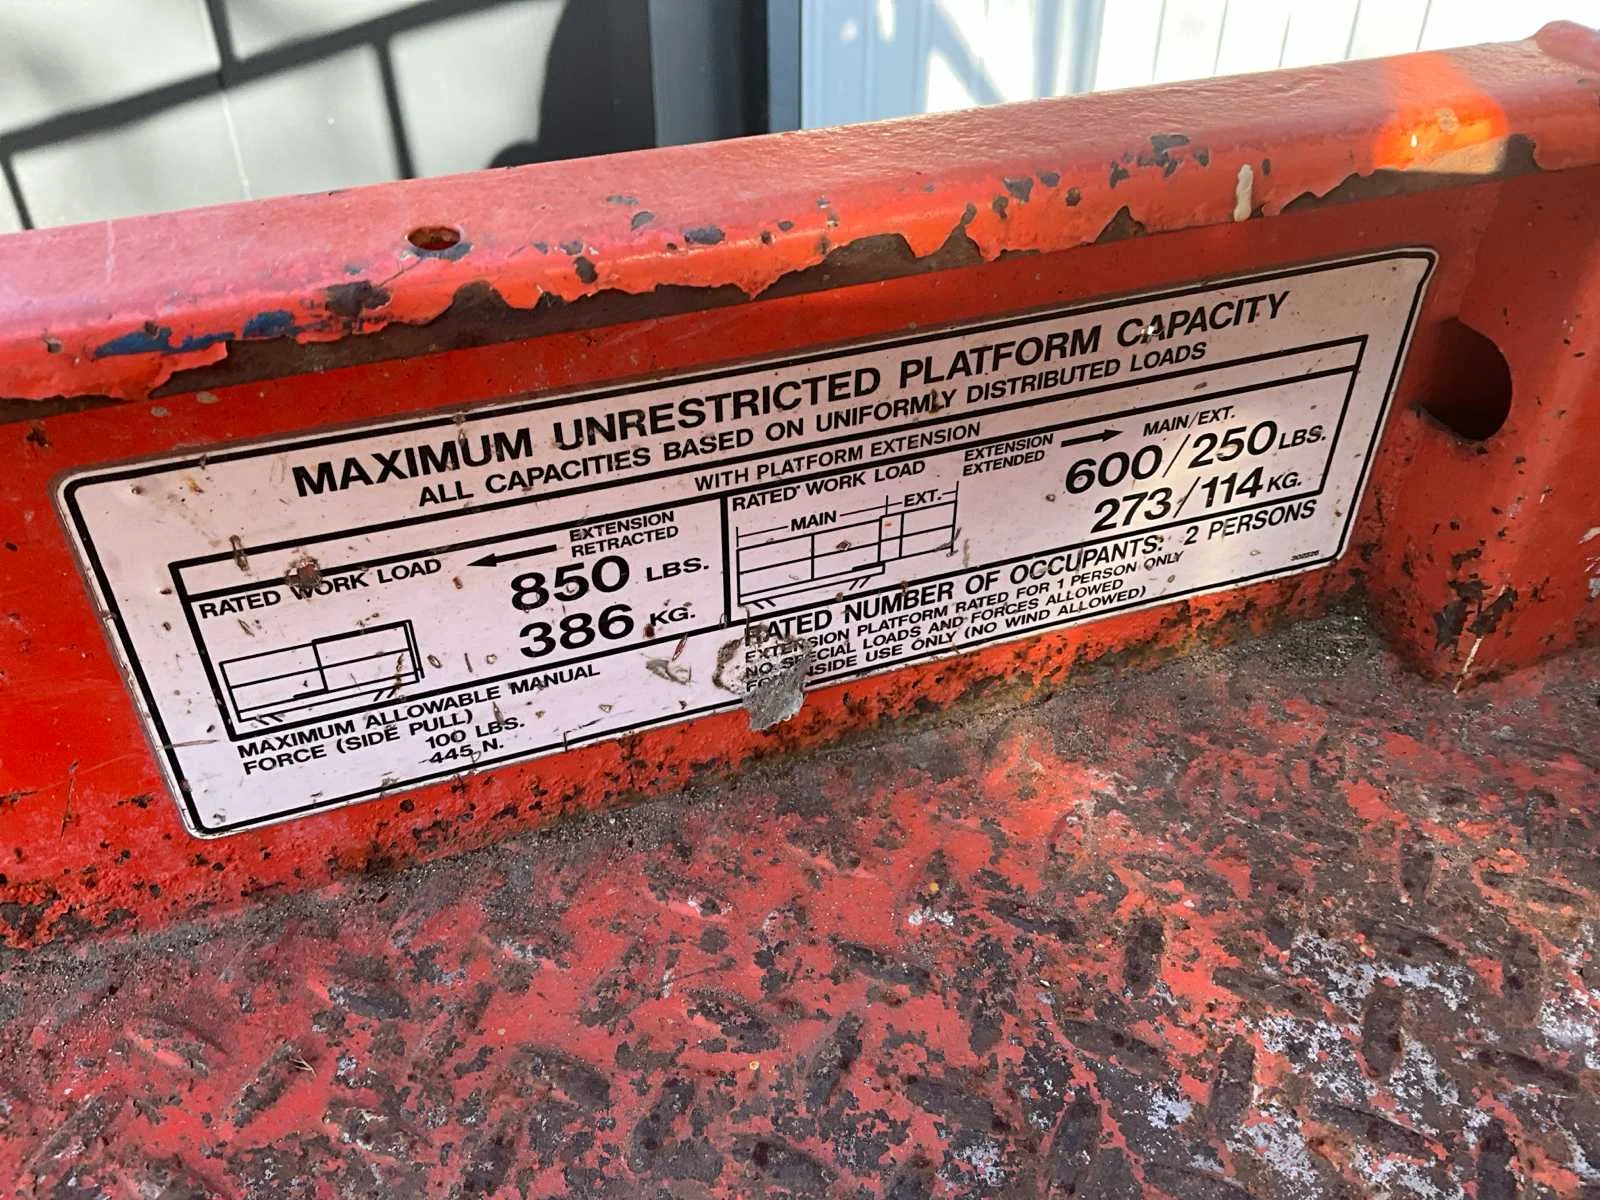 MAXIMUM UNRESTRICTED PLATFORM CAPACITY
ALL CAPACITIES BASED ON UNIFORMLY DISTRIBUTED LOADS
WITH PLATFORM EXTENSION
RATED WORK LOAD
EXTENSION
RETRACTED
850 LBS.
386 KG.
RATED WORK LOAD
EXTENSION
EXTENDED
MAIN/EXT.
MAIN
EXT.
600/250 LBS.
273/114 KG.
MAXIMUM ALLOWABLE MANUAL
FORCE (SIDE PULL)
100 LBS.
445 N.
RATED NUMBER OF OCCUPANTS: 2 PERSONS
EXTENSION PLATFORM RATED FOR 1 PERSON ONLY
NO SPECIAL LOADS AND FORCES ALLOWED
FOR INSIDE USE ONLY (NO WIND ALLOWED)